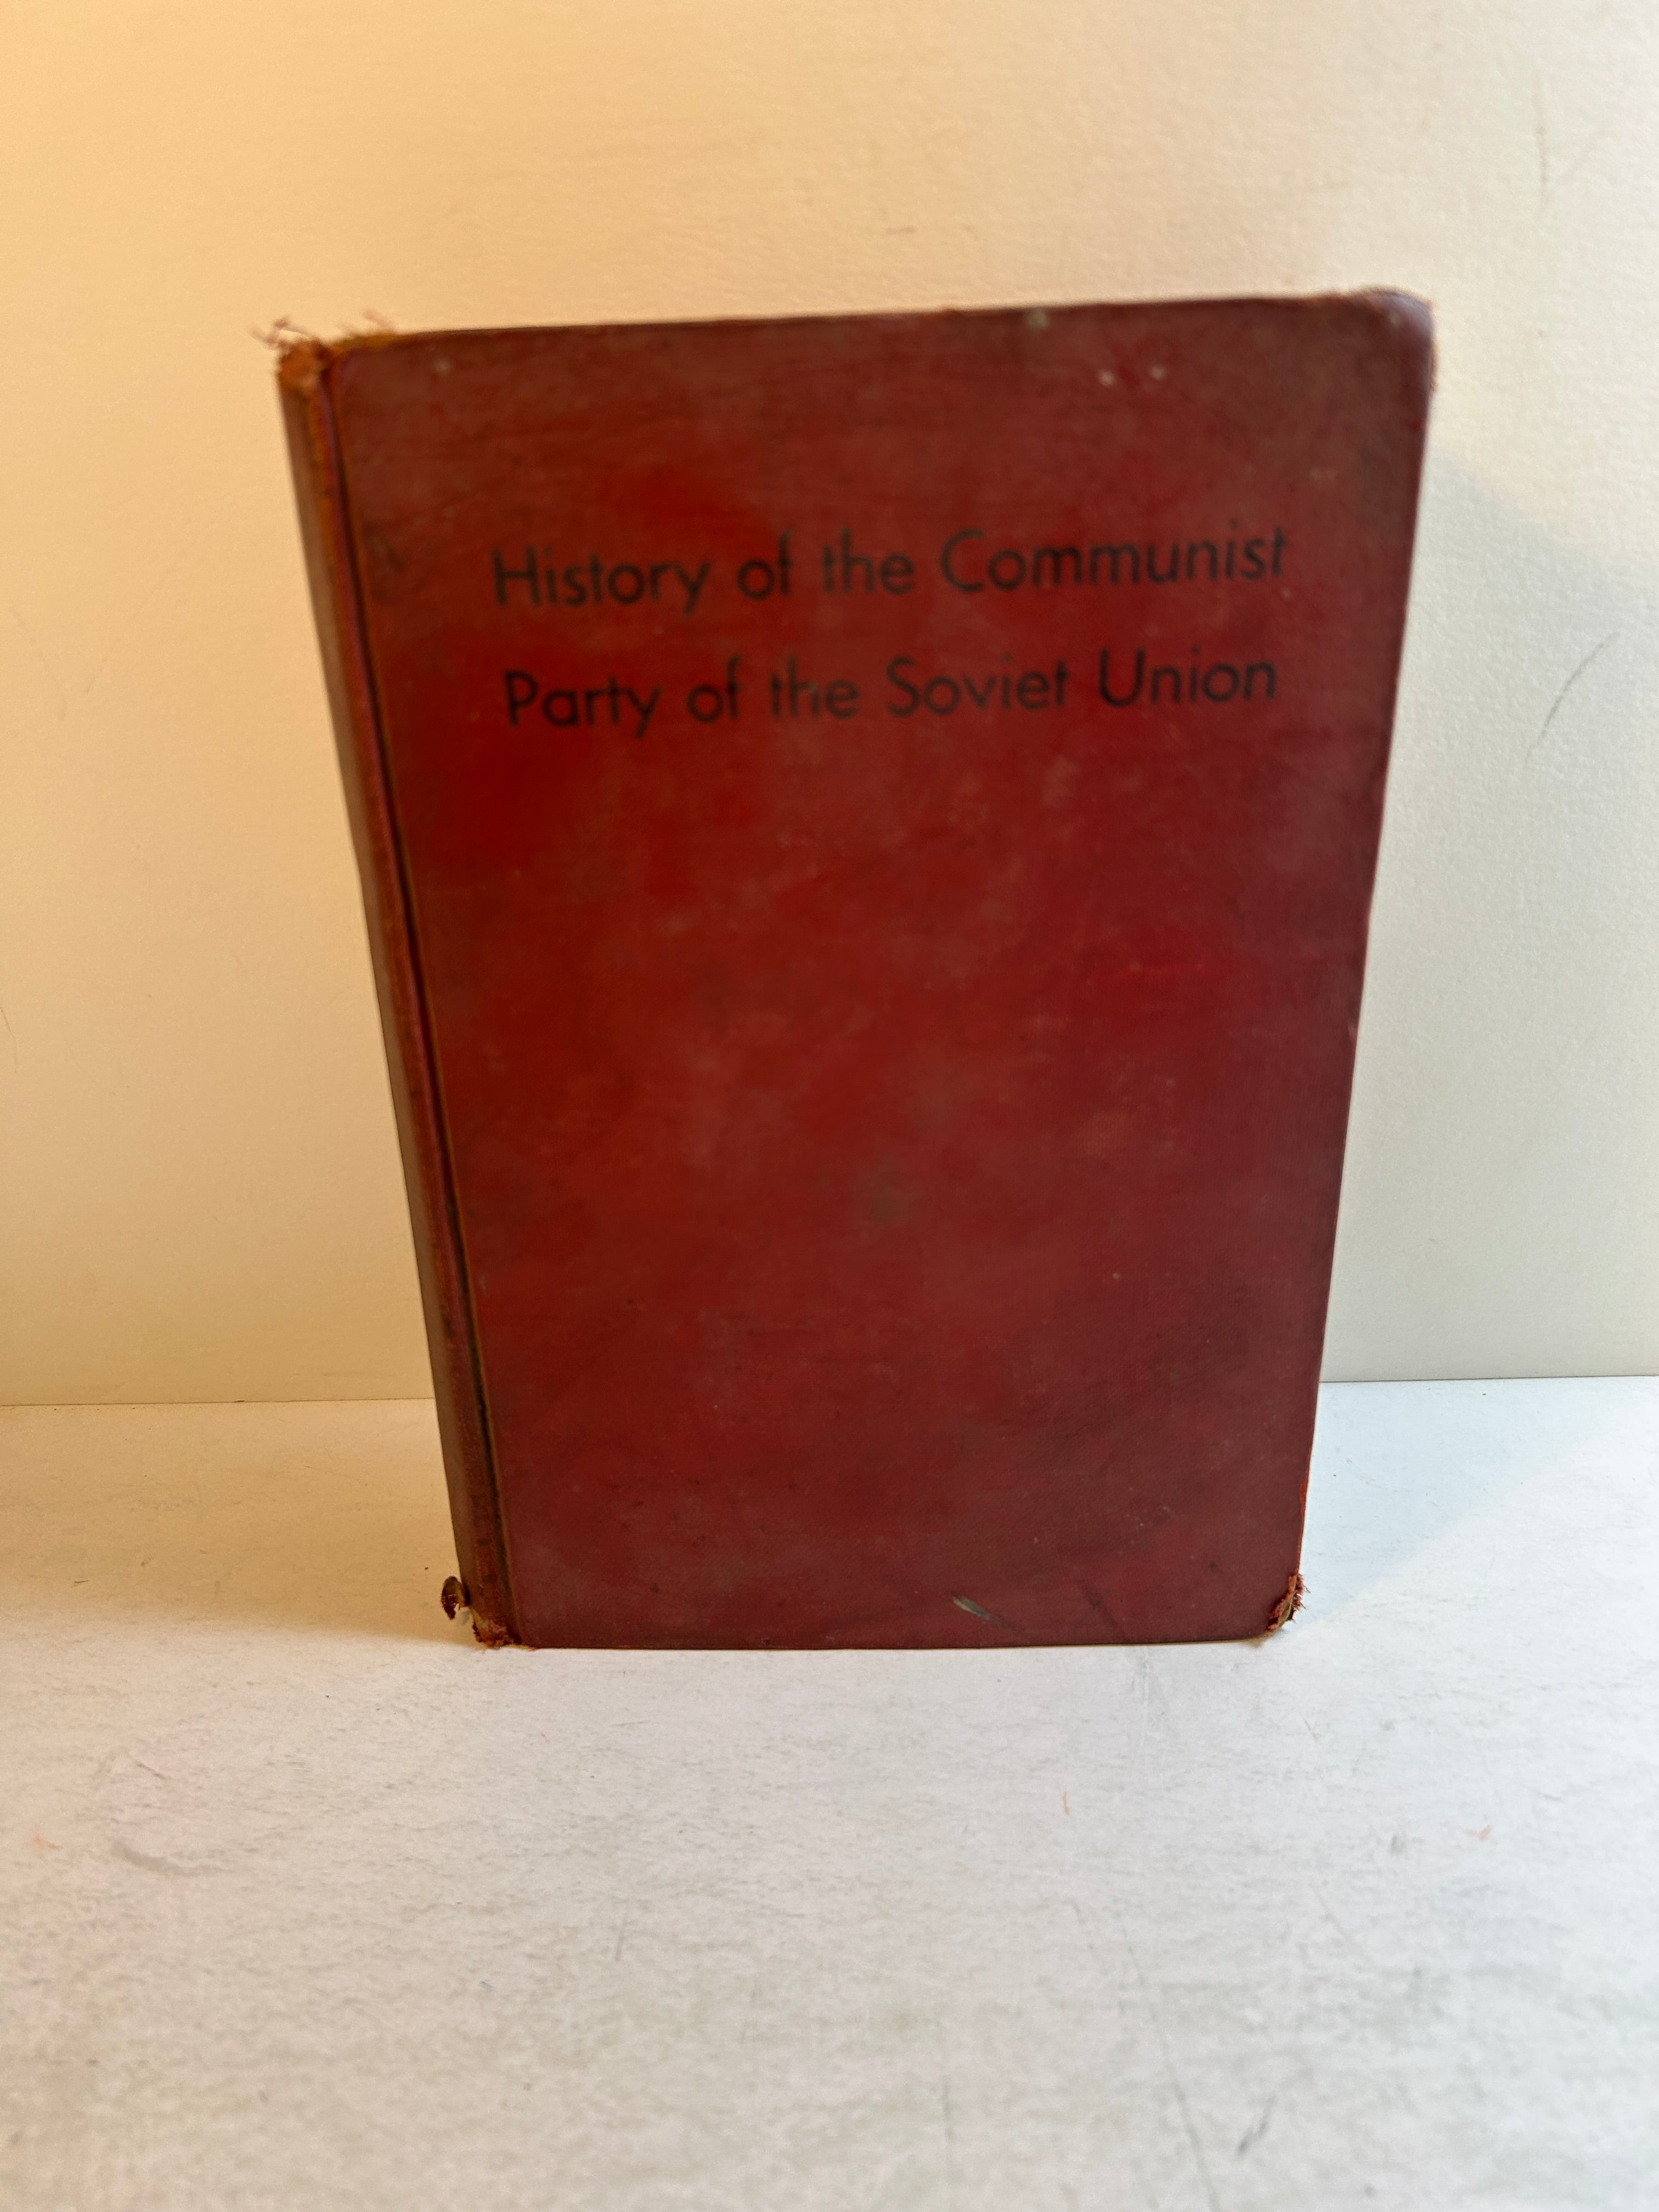 History of the Communist
Party of the Soviet Union